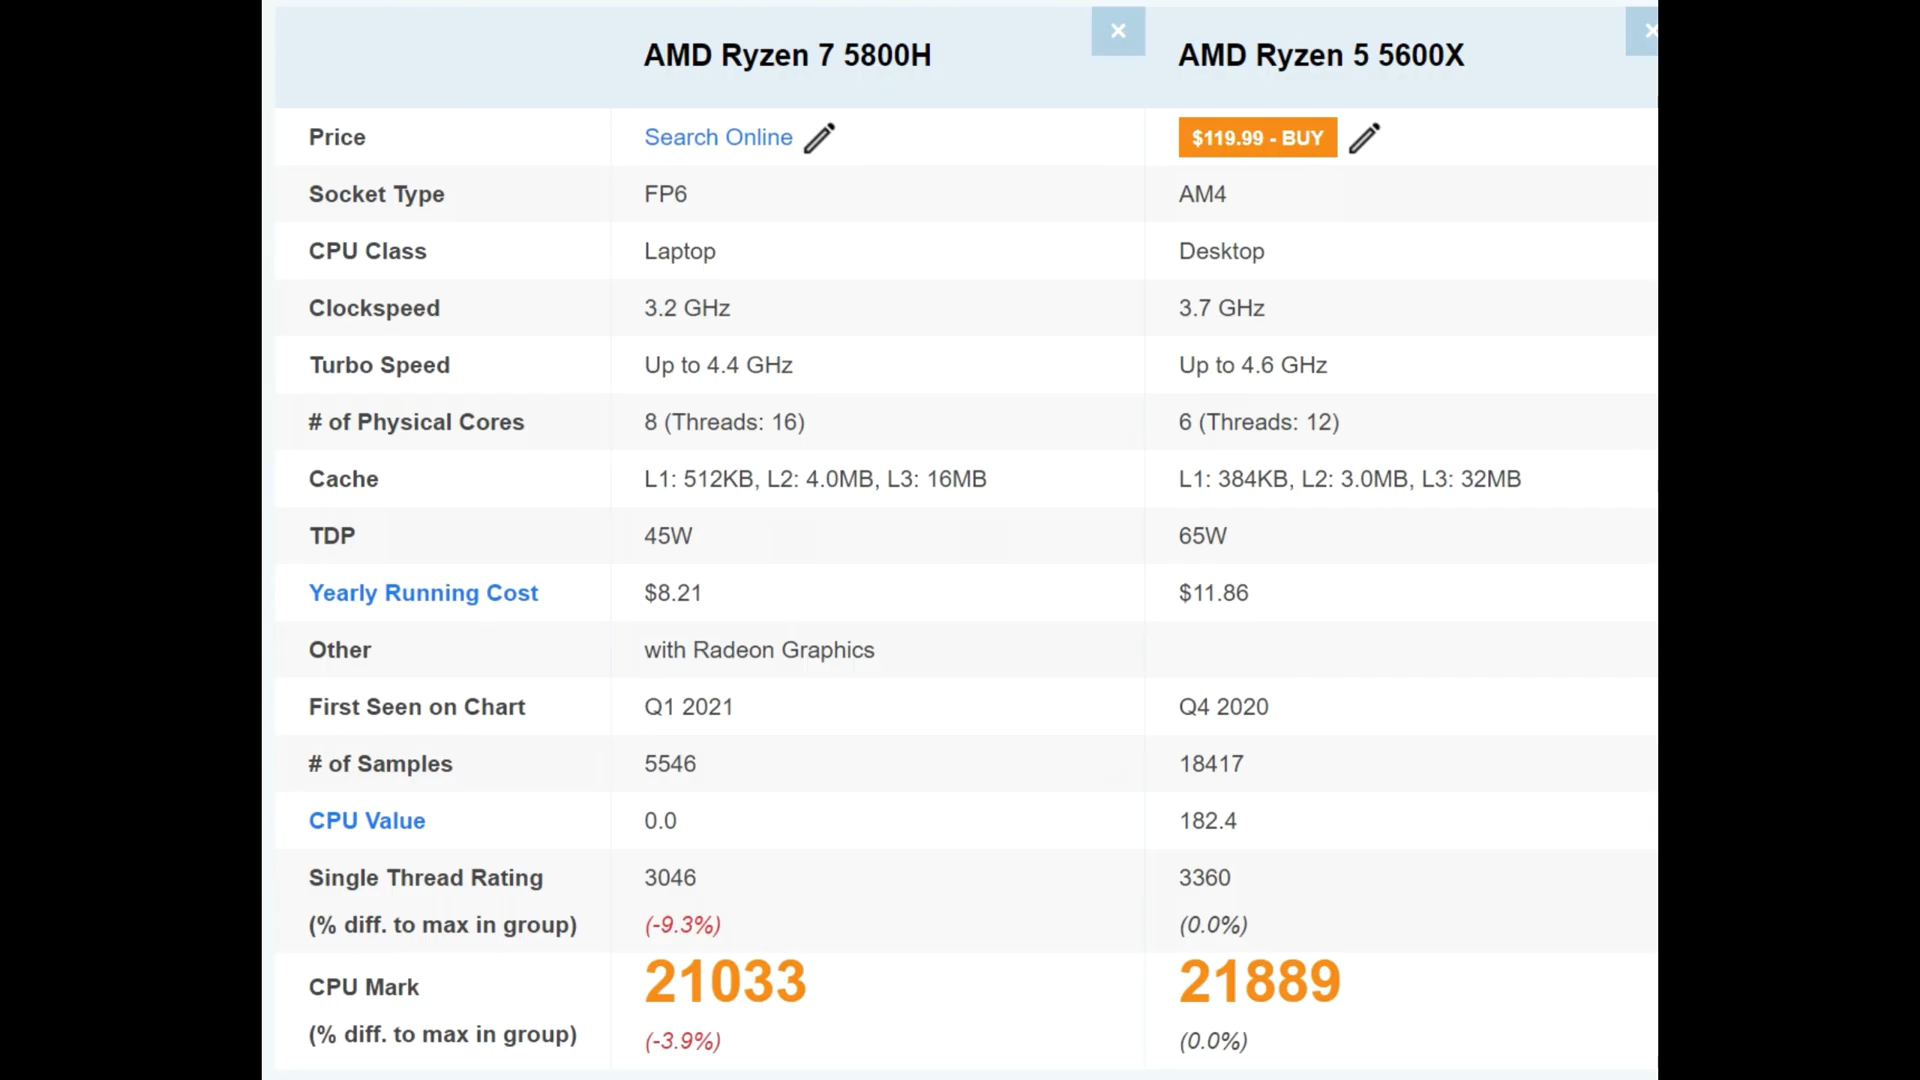 AMD Ryzen 7 5800H × AMD Ryzen 5 5600X ×
Price Search Online $119.99 - BUY
Socket Type FP6 AM4
CPU Class Laptop Desktop
Clockspeed 3.2 GHz 3.7 GHz
Turbo Speed Up to 4.4 GHz Up to 4.6 GHz
# of Physical Cores 8 (Threads: 16) 6 (Threads: 12)
Cache L1: 512KB, L2: 4.0MB, L3: 16MB L1: 384KB, L2: 3.0MB, L3: 32MB
TDP 45W 65W
Yearly Running Cost $8.21 $11.86
Other with Radeon Graphics
First Seen on Chart Q1 2021 Q4 2020
# of Samples 5546 18417
CPU Value 0.0 182.4
Single Thread Rating 3046 3360
(% diff. to max in group) (-9.3%) (0.0%)
CPU Mark 21033 21889
(% diff. to max in group) (-3.9%) (0.0%)